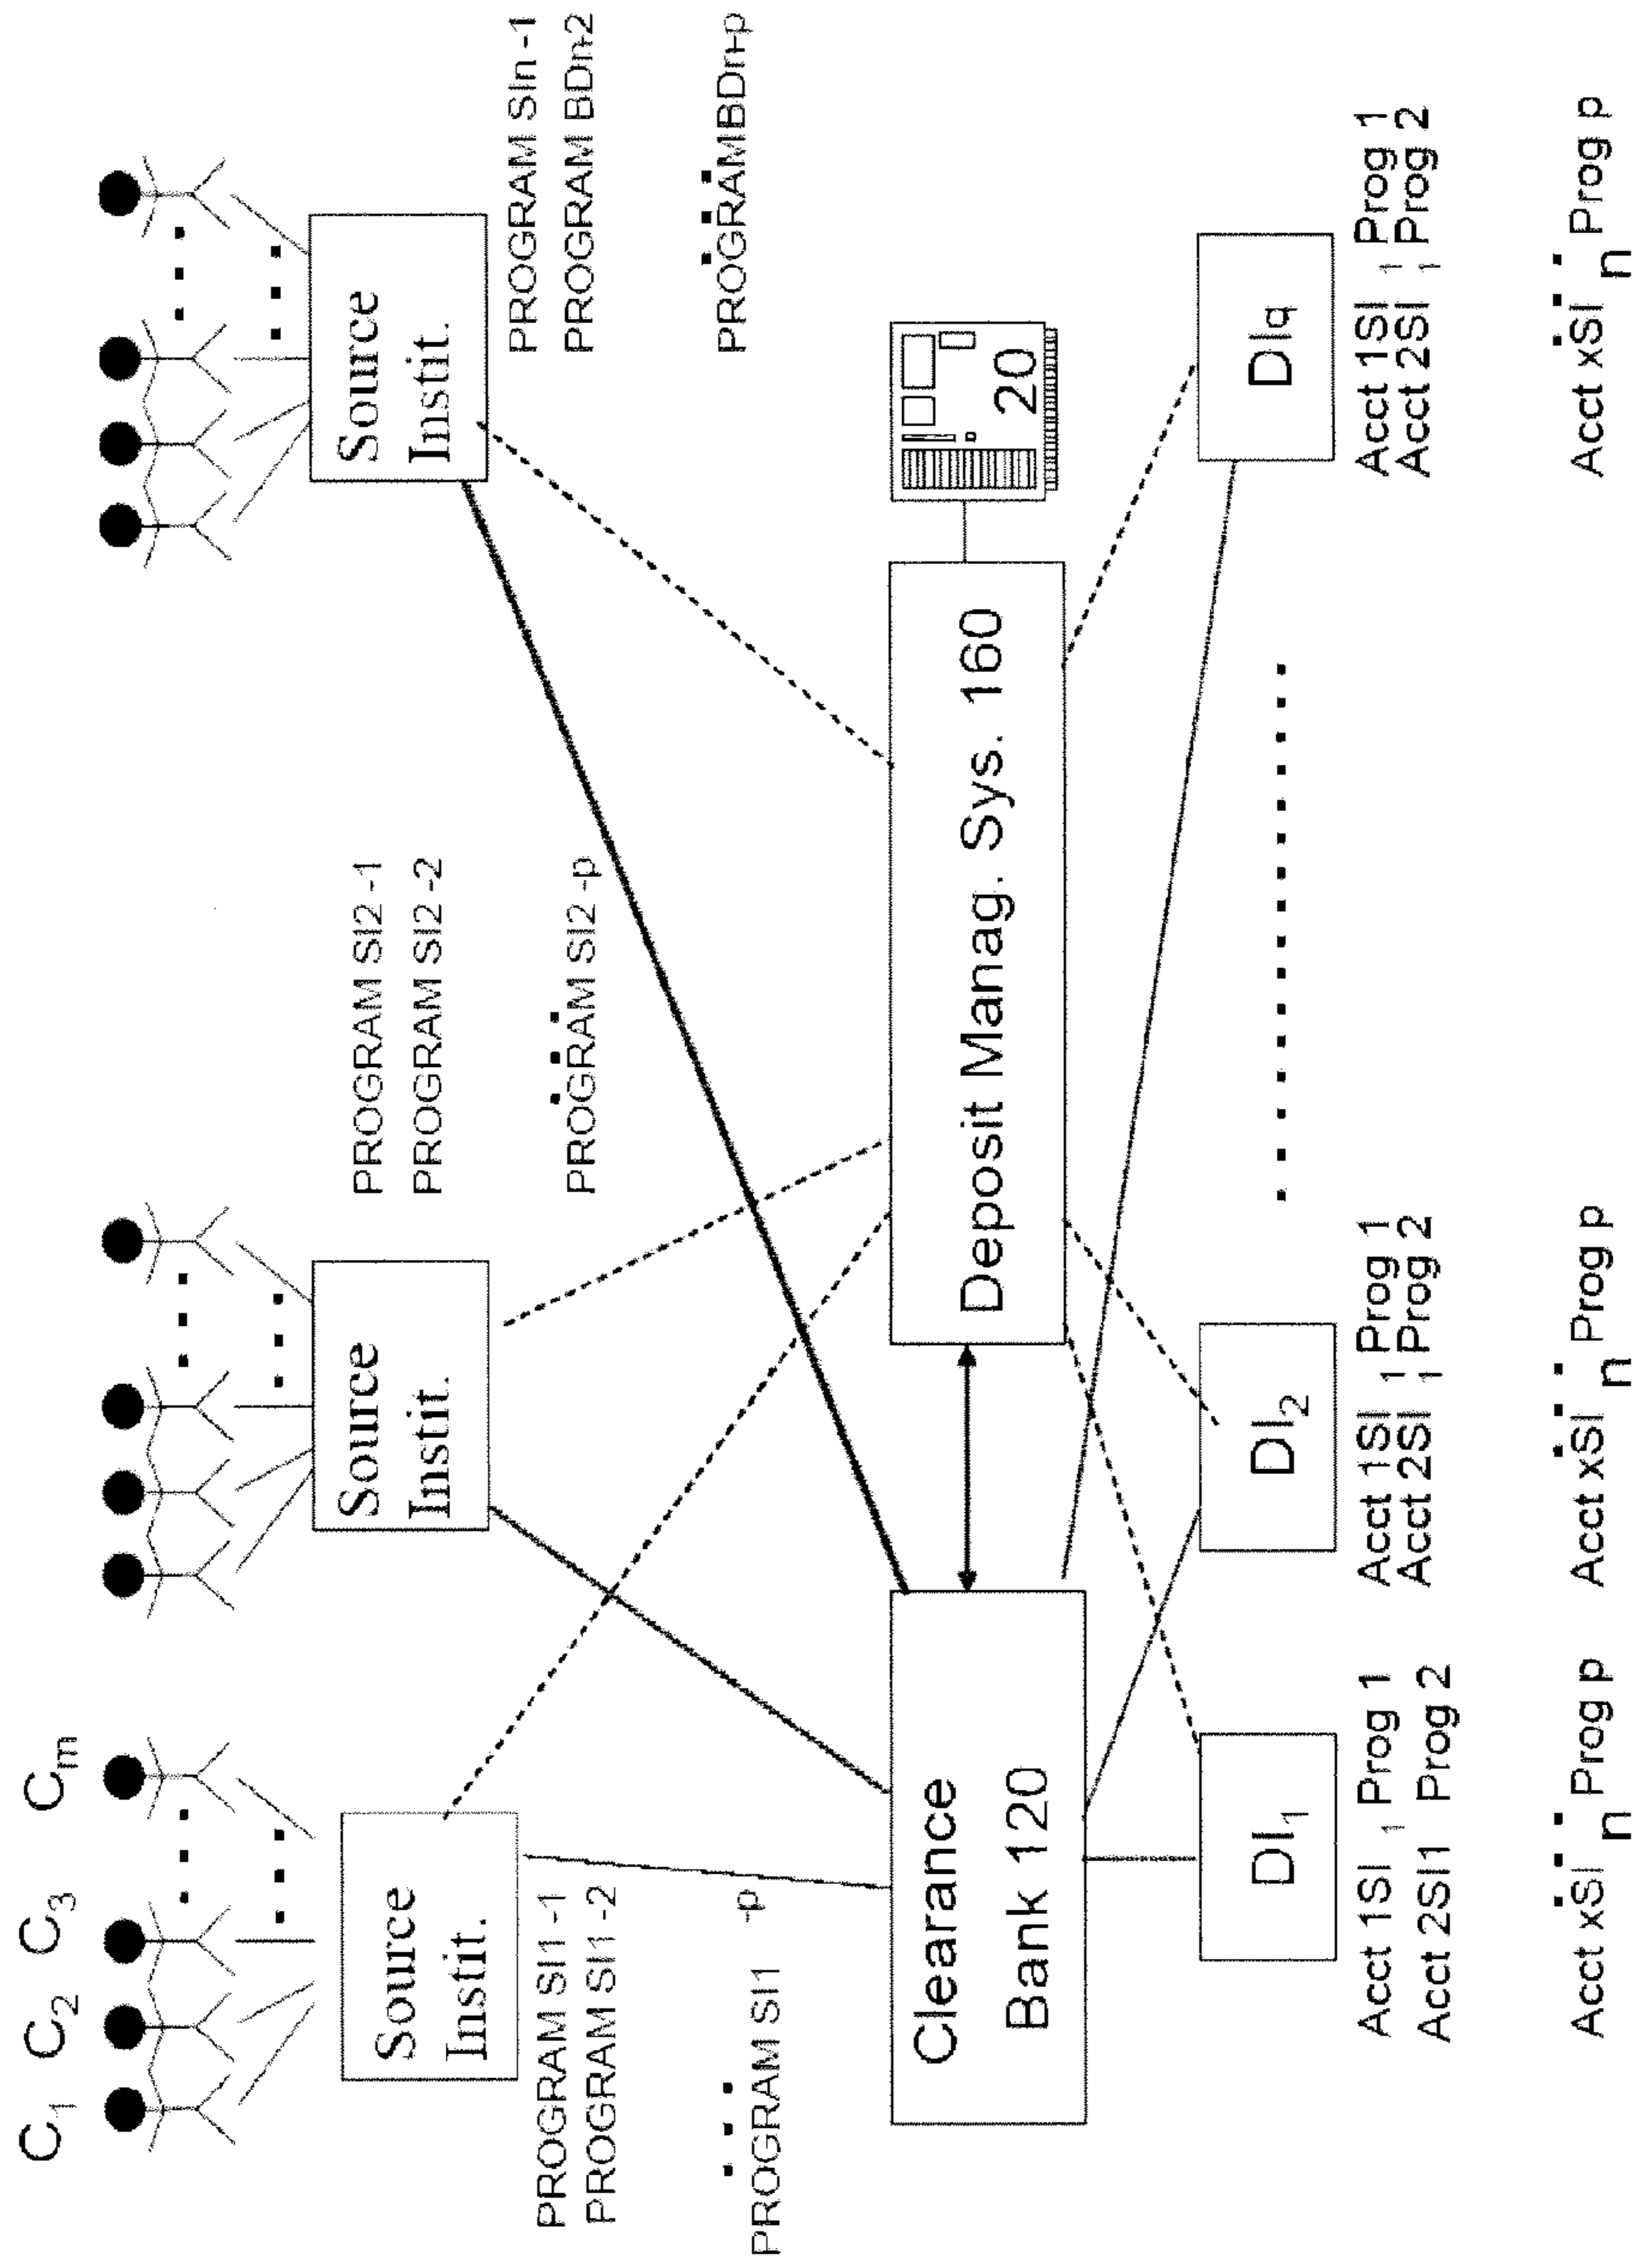 C1 C2 C3 Cm
Source
Instit.
PROGRAM SI1 -1
PROGRAM SI1 -2
PROGRAM SI1 -p
Source
Instit.
PROGRAM SI2 -1
PROGRAM SI2 -2
PROGRAM SI2 -p
Source
Instit.
PROGRAM SIn -1
PROGRAM BDn-2
PROGRAMBDn-p
Clearance
Bank 120
Deposit Manag. Sys. 160
20
DI1
Acct 1SI 1 Prog 1
Acct 2SI1 Prog 2
Acct xSI n Prog p
DI2
Acct 1SI 1 Prog 1
Acct 2SI 1 Prog 2
Acct xSI n Prog p
DIq
Acct 1SI 1 Prog 1
Acct 2SI 1 Prog 2
Acct xSI n Prog p